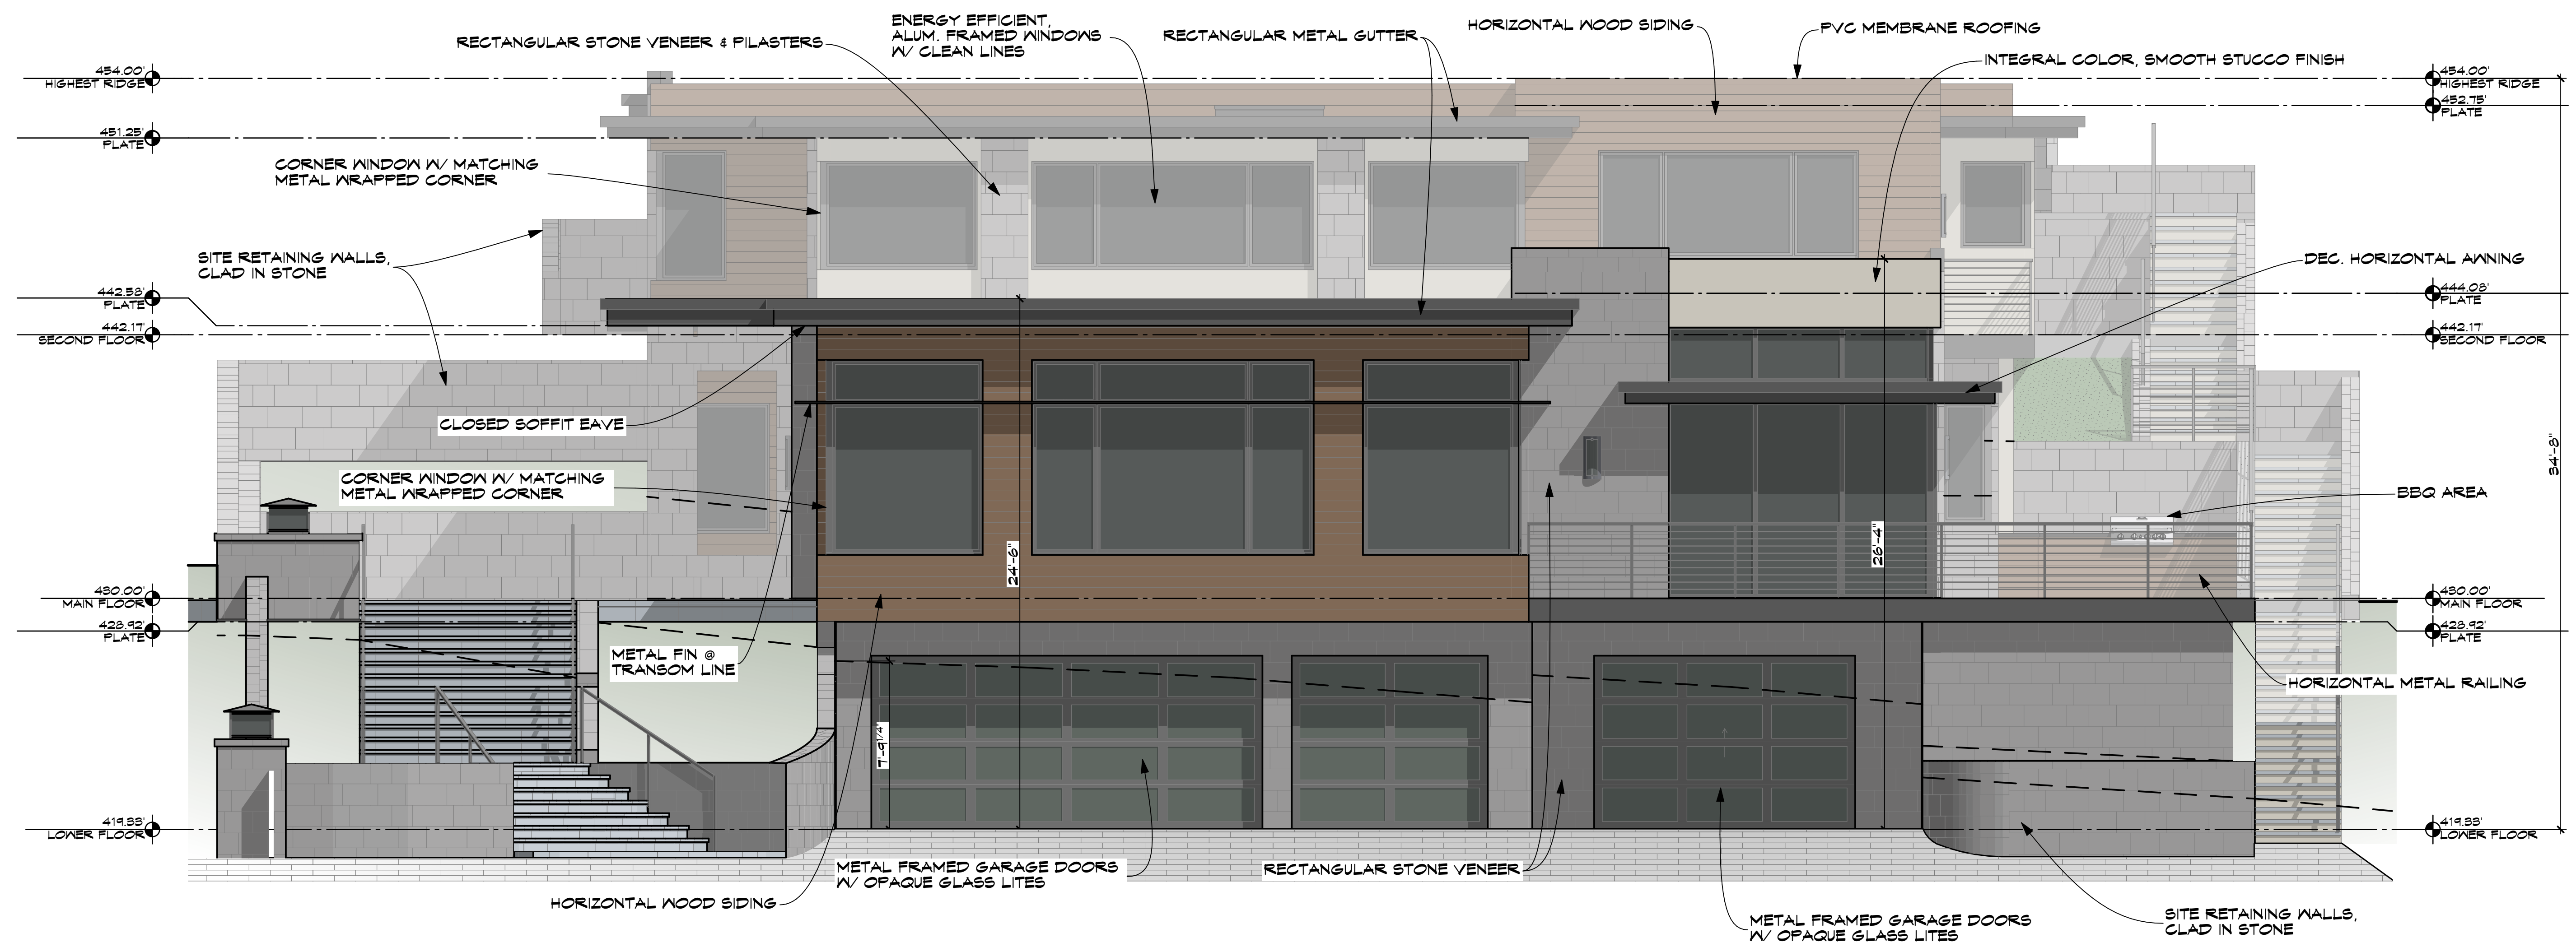 ENERGY EFFICIENT,
ALUM. FRAMED WINDOWS
W/ CLEAN LINES
RECTANGULAR STONE VENEER & PILASTERS
RECTANGULAR METAL GUTTER
HORIZONTAL WOOD SIDING
PVC MEMBRANE ROOFING
INTEGRAL COLOR, SMOOTH STUCCO FINISH
454.00'
HIGHEST RIDGE
454.00'
HIGHEST RIDGE
452.75'
PLATE
451.25'
PLATE
CORNER WINDOW W/ MATCHING
METAL WRAPPED CORNER
SITE RETAINING WALLS,
CLAD IN STONE
DEC. HORIZONTAL AWNING
442.58'
PLATE
444.08'
PLATE
442.17'
SECOND FLOOR
442.17'
SECOND FLOOR
CLOSED SOFFIT EAVE
34'-8"
CORNER WINDOW W/ MATCHING
METAL WRAPPED CORNER
BBQ AREA
24'-6"
26'-4"
430.00'
MAIN FLOOR
430.00'
MAIN FLOOR
428.92'
PLATE
428.92'
PLATE
METAL FIN @
TRANSOM LINE
HORIZONTAL METAL RAILING
7'-9 1/4"
419.33'
LOWER FLOOR
419.33'
LOWER FLOOR
METAL FRAMED GARAGE DOORS
W/ OPAQUE GLASS LITES
RECTANGULAR STONE VENEER
HORIZONTAL WOOD SIDING
METAL FRAMED GARAGE DOORS
W/ OPAQUE GLASS LITES
SITE RETAINING WALLS,
CLAD IN STONE